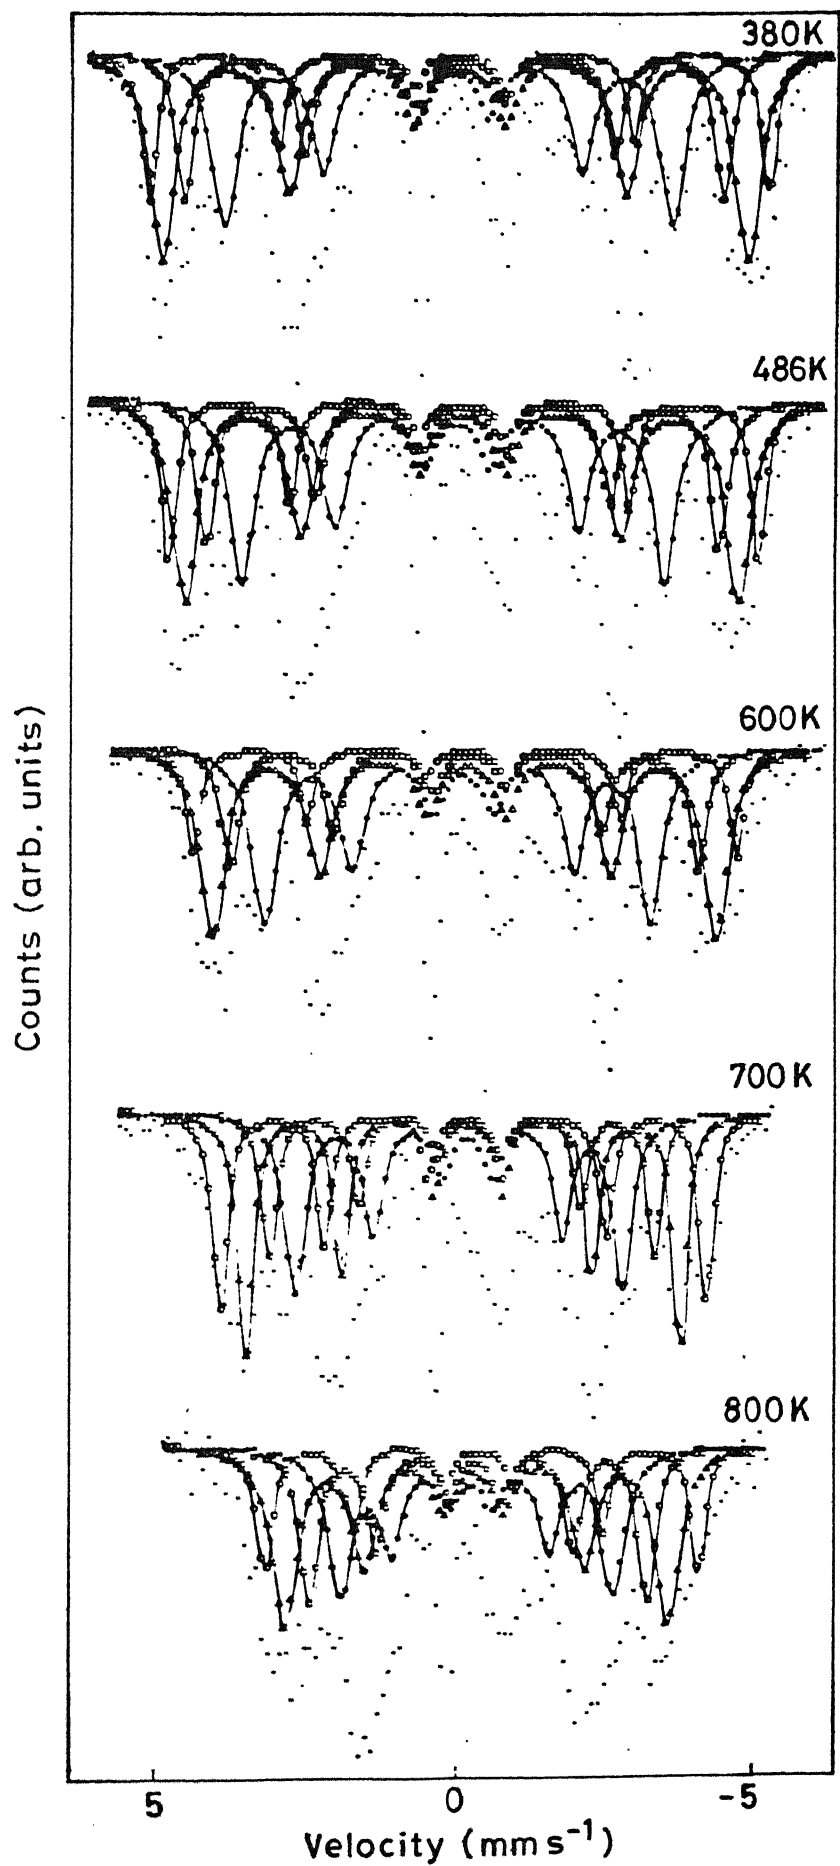 380K
486K
600K
700K
800K
Counts (arb. units)
5 0 -5
Velocity (mm s⁻¹)